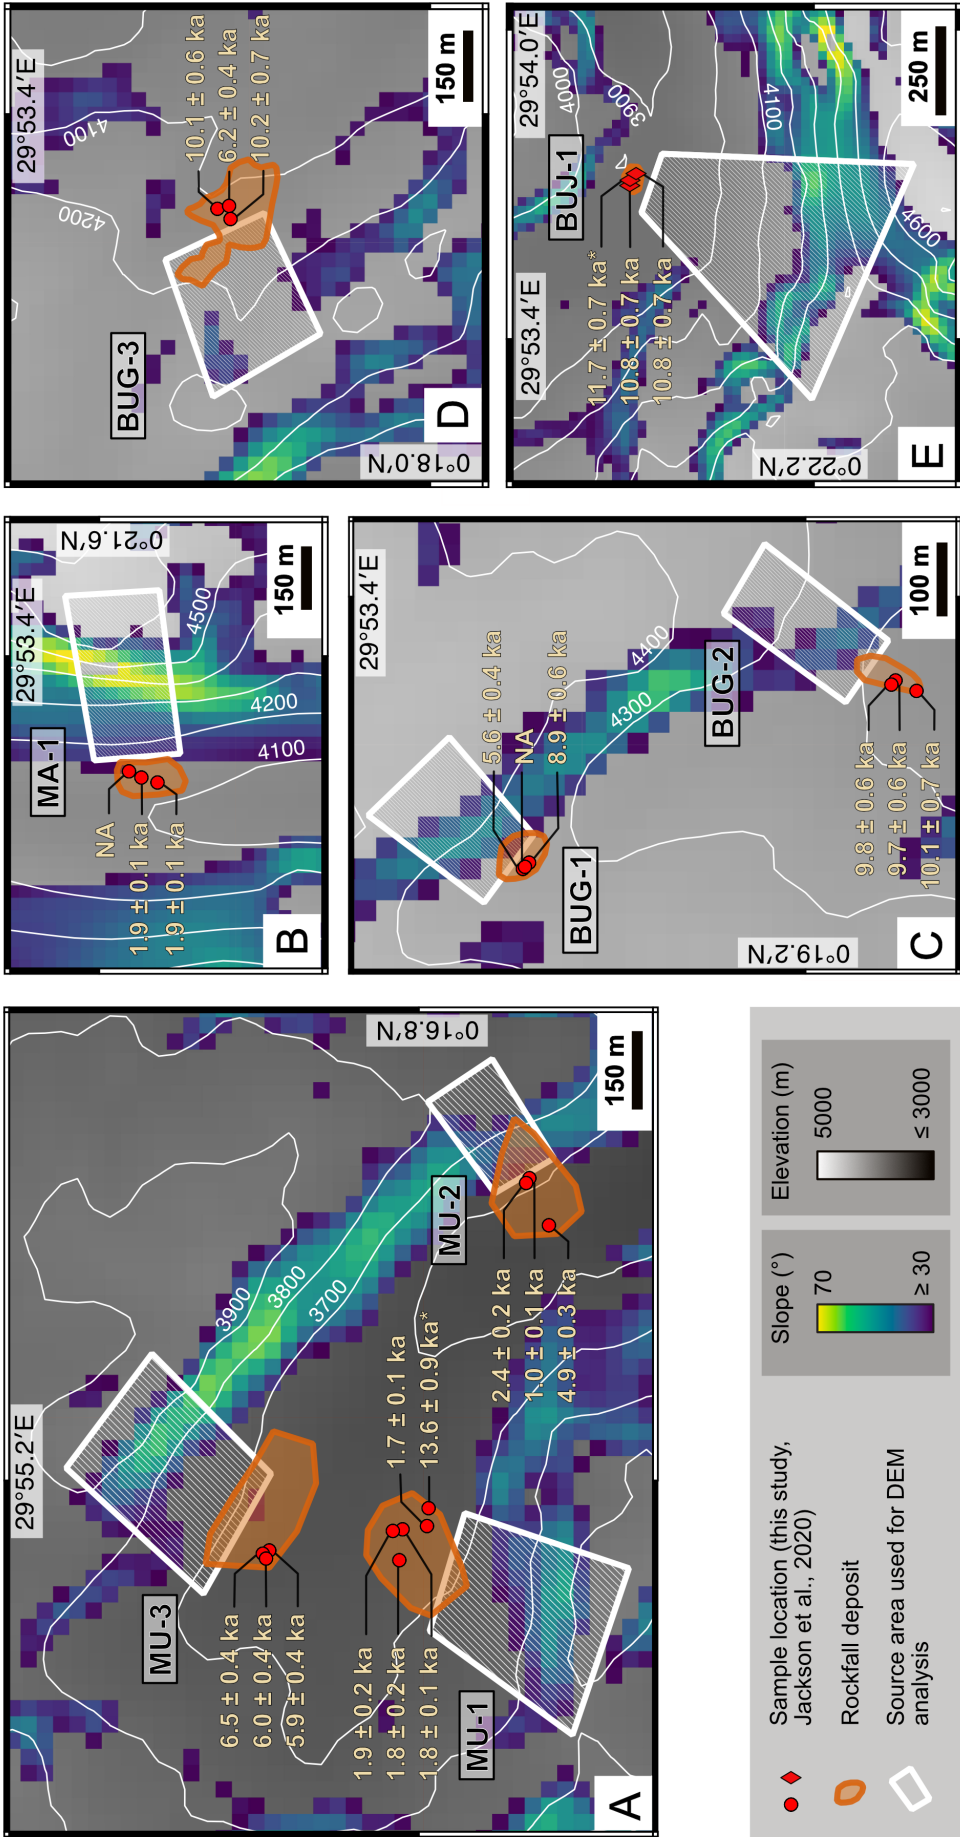 29°55.2′E
0°16.8′N
MU-3
3900
3800
3700
MU-2
6.5 ± 0.4 ka
6.0 ± 0.4 ka
5.9 ± 0.4 ka
1.7 ± 0.1 ka
13.6 ± 0.9 ka*
2.4 ± 0.2 ka
1.0 ± 0.1 ka
4.9 ± 0.3 ka
1.9 ± 0.2 ka
1.8 ± 0.2 ka
1.8 ± 0.1 ka
MU-1
A
150 m
MA-1
29°53.4′E
0°21.6′N
NA
1.9 ± 0.1 ka
1.9 ± 0.1 ka
4100
4200
4500
B
150 m
29°53.4′E
5.6 ± 0.4 ka
NA
8.9 ± 0.6 ka
4300
4400
BUG-1
BUG-2
9.8 ± 0.6 ka
9.7 ± 0.6 ka
10.1 ± 0.7 ka
0°19.2′N
C
100 m
29°53.4′E
4100
4200
BUG-3
10.1 ± 0.6 ka
6.2 ± 0.4 ka
10.2 ± 0.7 ka
0°18.0′N
D
150 m
29°53.4′E
29°54.0′E
BUJ-1
4000
3900
11.7 ± 0.7 ka*
10.8 ± 0.7 ka
10.8 ± 0.7 ka
4100
4600
0°22.2′N
E
250 m
Sample location (this study,
Jackson et al., 2020)
Rockfall deposit
Source area used for DEM
analysis
Slope (°)
70
≥ 30
Elevation (m)
5000
≤ 3000